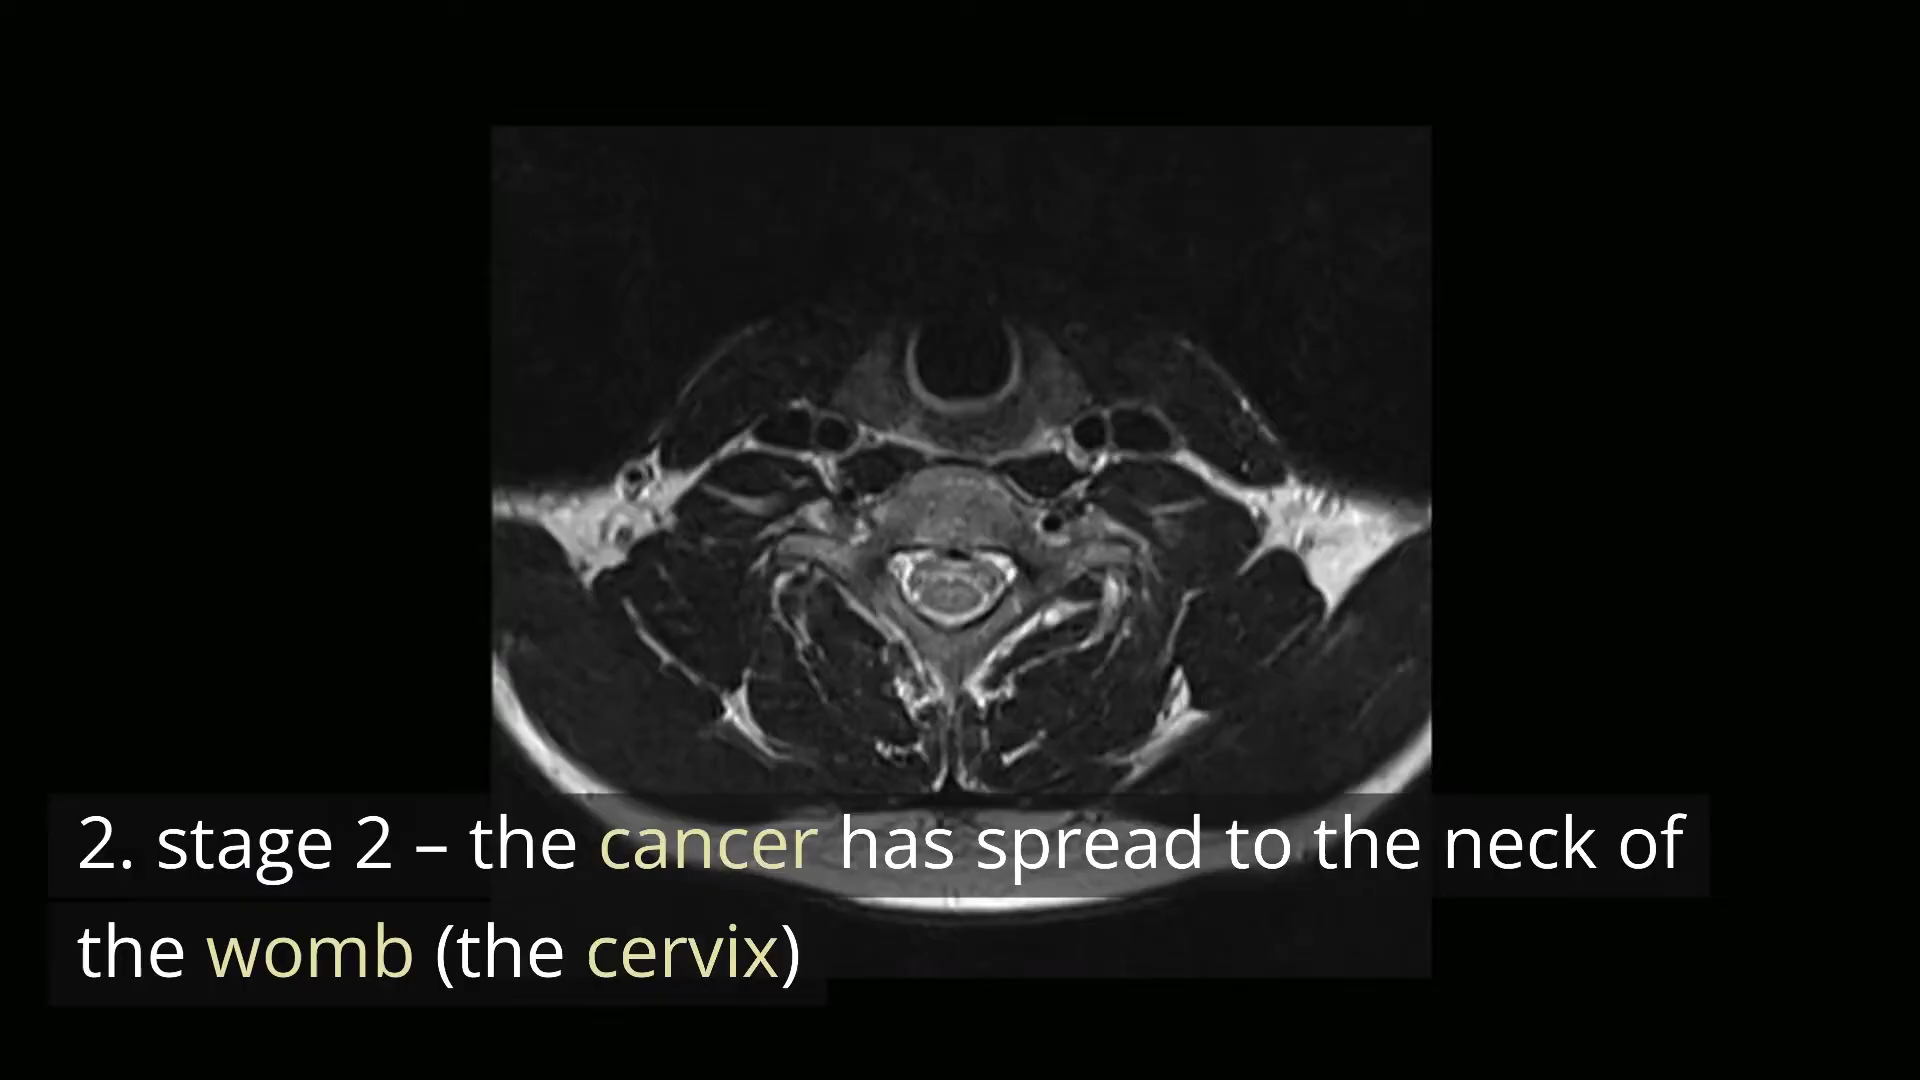 2. stage 2 – the cancer has spread to the neck of
the womb (the cervix)